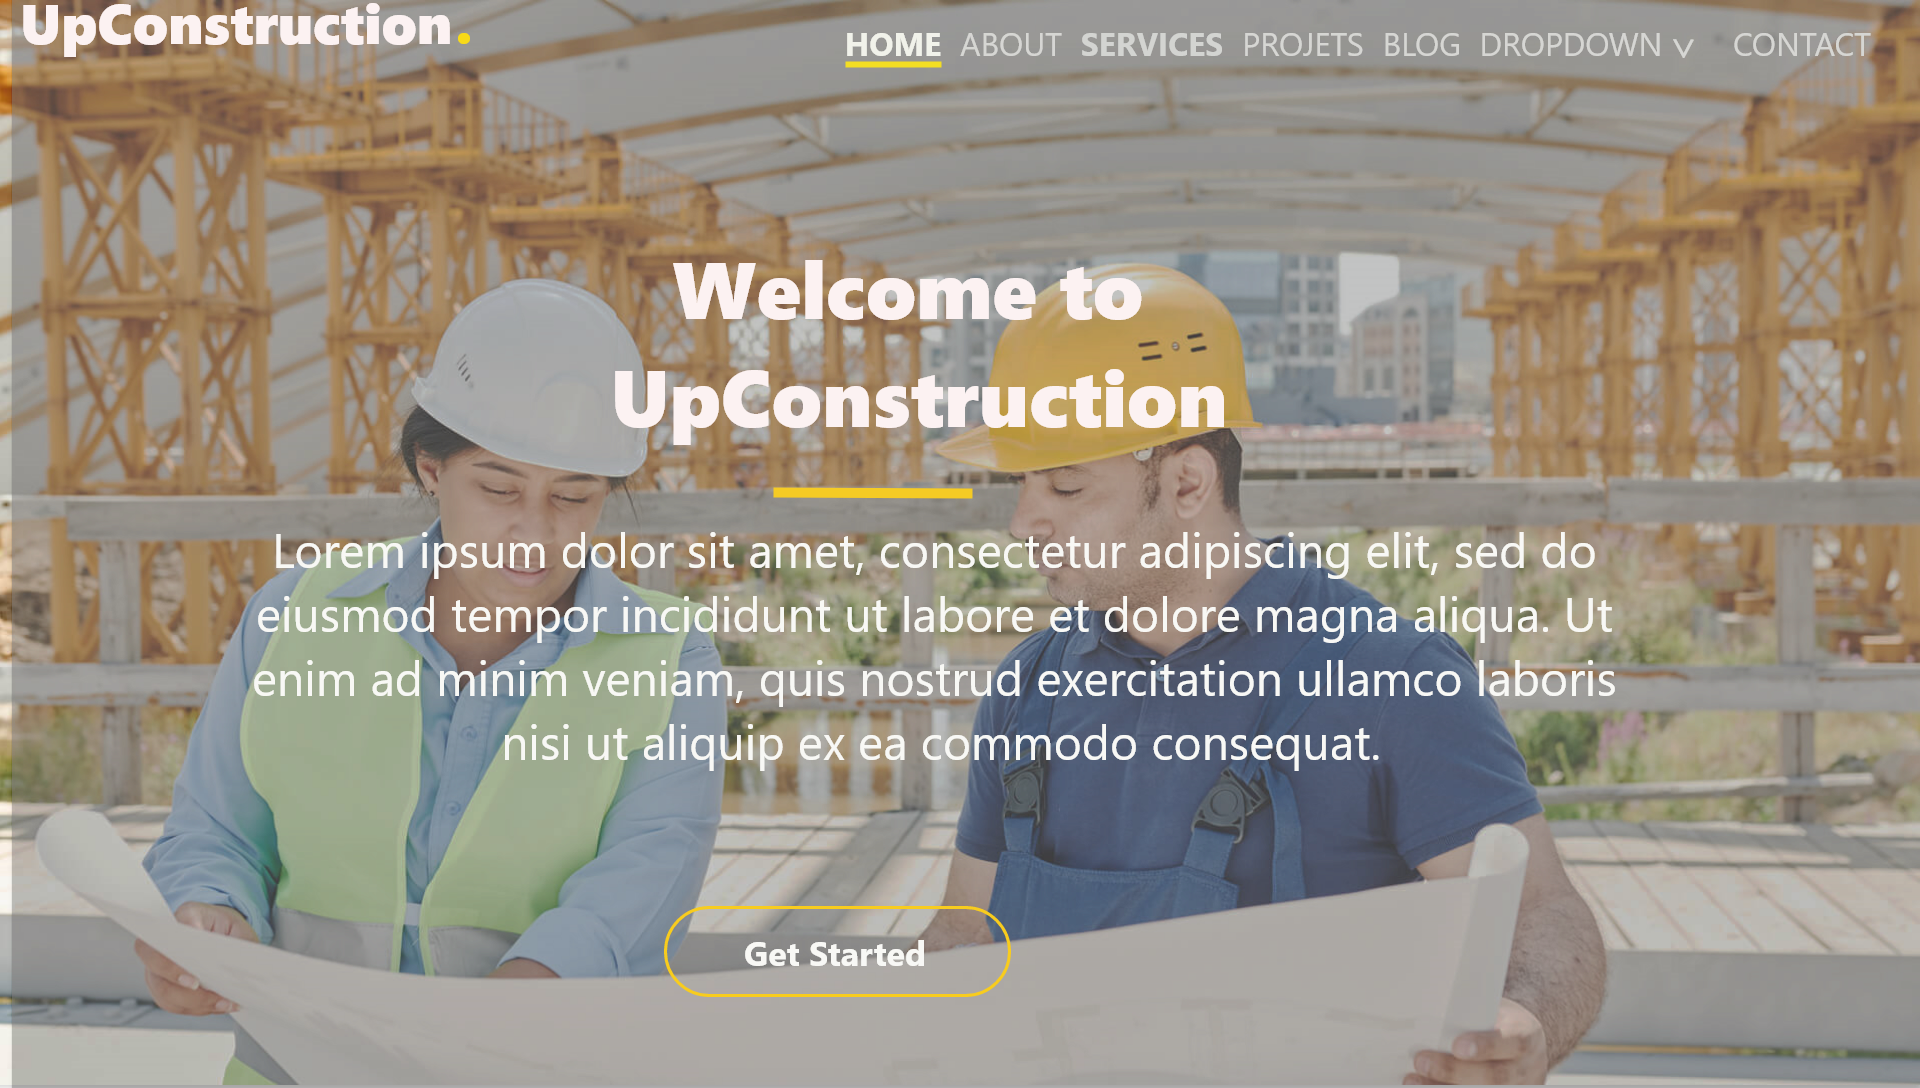 UpConstruction.
HOME ABOUT SERVICES PROJETS BLOG DROPDOWN CONTACT
Welcome to
UpConstruction
Lorem ipsum dolor sit amet, consectetur adipiscing elit, sed do
eiusmod tempor incididunt ut labore et dolore magna aliqua. Ut
enim ad minim veniam, quis nostrud exercitation ullamco laboris
nisi ut aliquip ex ea commodo consequat.
Get Started